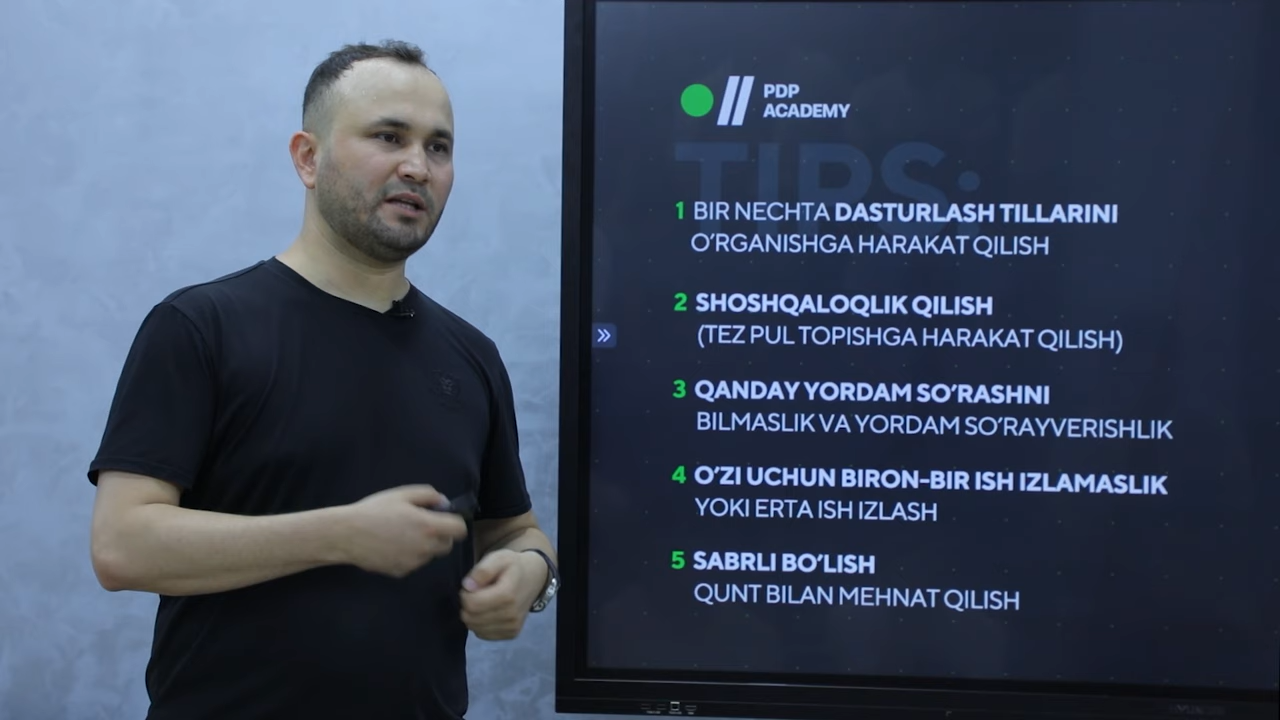 PDP
ACADEMY
TIPS:
1 BIR NECHTA DASTURLASH TILLARINI
O'RGANISHGA HARAKAT QILISH
2 SHOSHQALOQLIK QILISH
(TEZ PUL TOPISHGA HARAKAT QILISH)
3 QANDAY YORDAM SO'RASHNI
BILMASLIK VA YORDAM SO'RAYVERISHLIK
4 O'ZI UCHUN BIRON-BIR ISH IZLAMASLIK
YOKI ERTA ISH IZLASH
5 SABRLI BO'LISH
QUNT BILAN MEHNAT QILISH